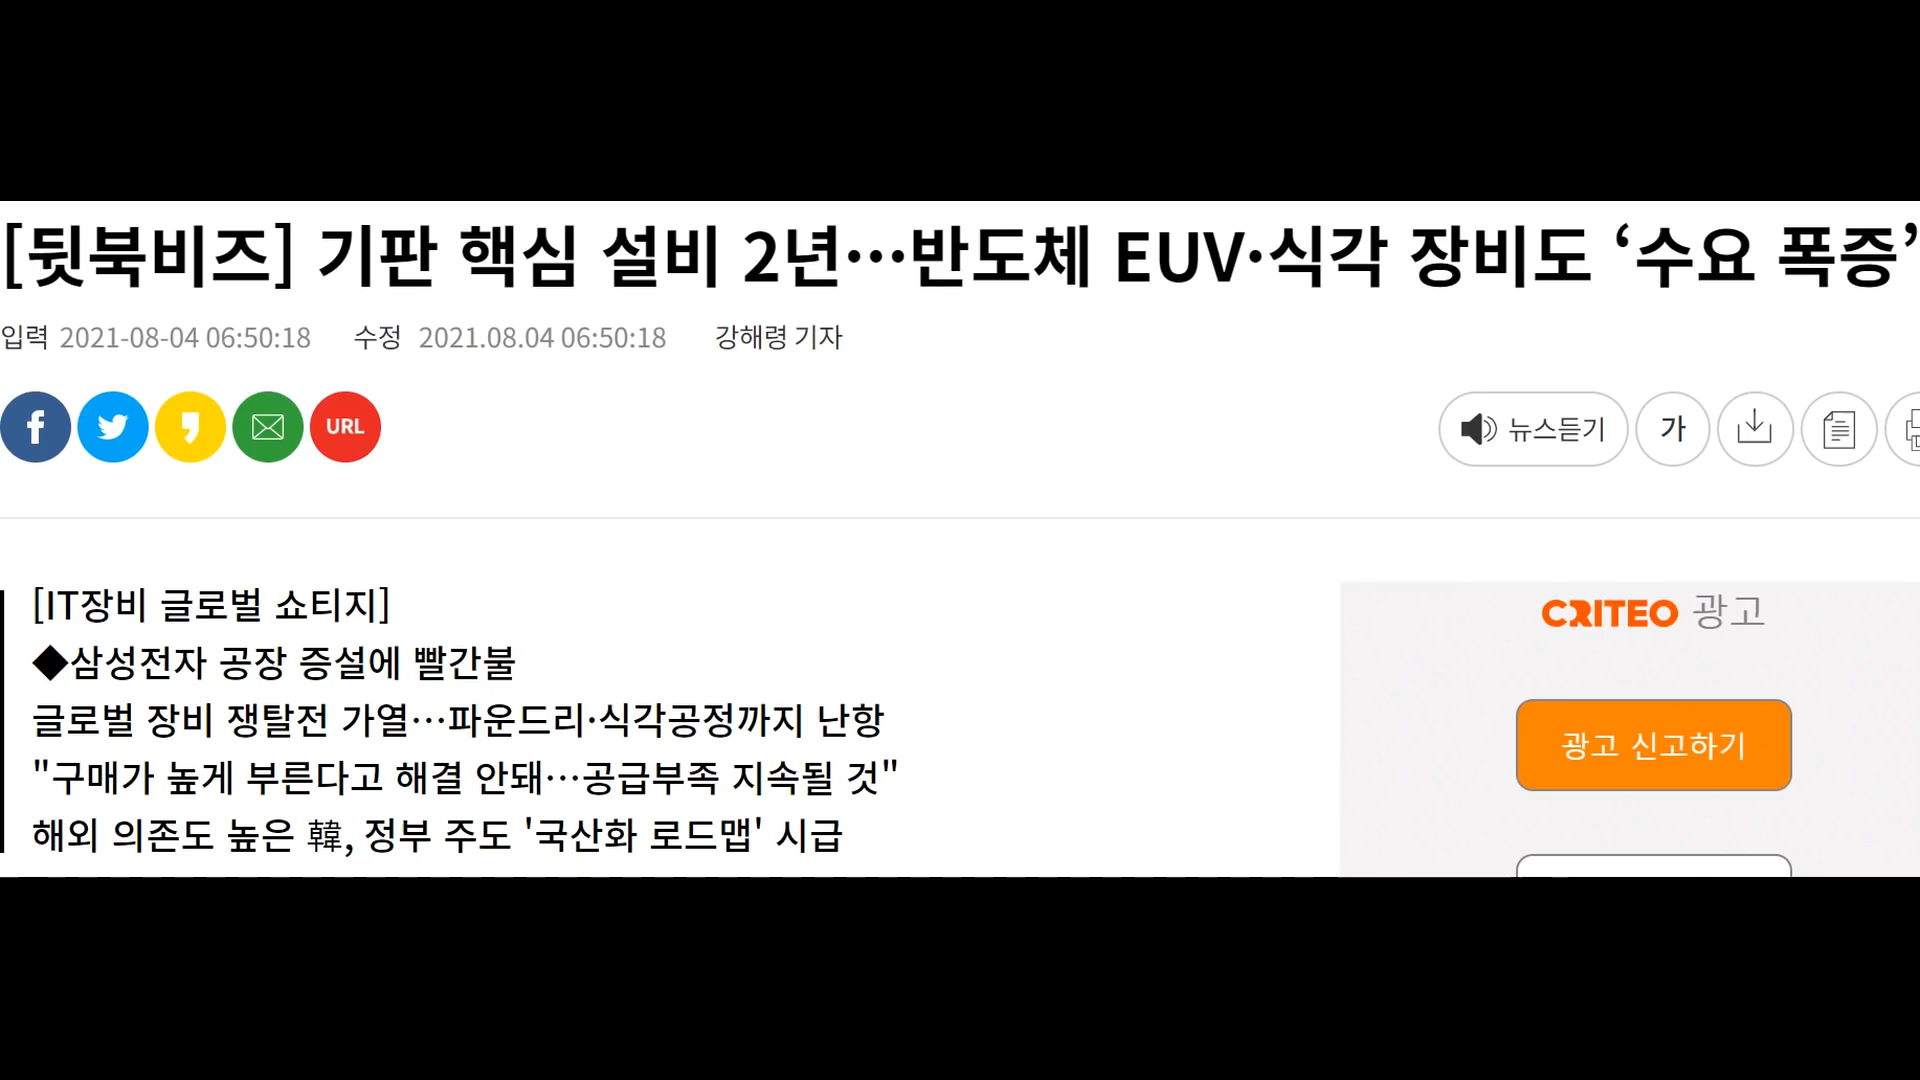 [뒷북비즈] 기판 핵심 설비 2년…반도체 EUV·식각 장비도 ‘수요 폭증’
입력 2021-08-04 06:50:18 수정 2021.08.04 06:50:18 강해령 기자
URL
뉴스듣기 가
[IT장비 글로벌 쇼티지]
◆삼성전자 공장 증설에 빨간불
글로벌 장비 쟁탈전 가열…파운드리·식각공정까지 난항
"구매가 높게 부른다고 해결 안돼…공급부족 지속될 것"
해외 의존도 높은 韓, 정부 주도 '국산화 로드맵' 시급
CRITEO 광고
광고 신고하기